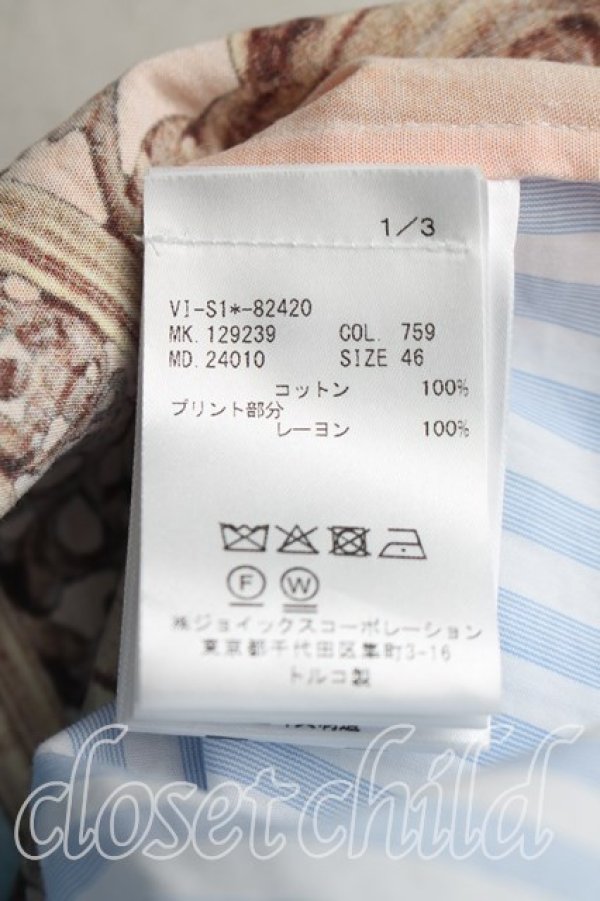 1/3
VI-S1*-82420
MK. 129239 COL. 759
MD. 24010 SIZE 46
コットン 100%
プリント部分
レーヨン 100%
F W
㈱ジョイックスコーポレーション
東京都千代田区隼町3-16
トルコ製
closet child